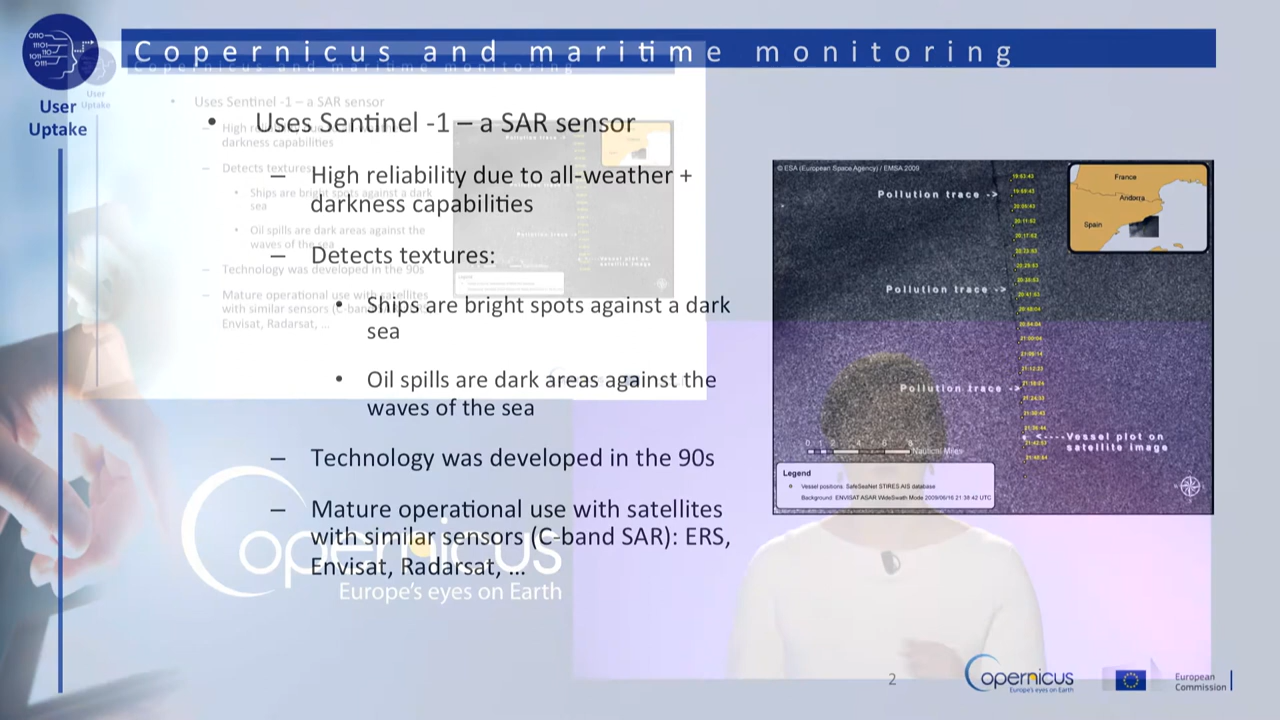 Copernicus and maritime monitoring
User
Uptake
• Uses Sentinel -1 – a SAR sensor
– High reliability due to all-weather +
darkness capabilities
– Detects textures:
• Ships are bright spots against a dark
sea
• Oil spills are dark areas against the
waves of the sea
– Technology was developed in the 90s
– Mature operational use with satellites
with similar sensors (C-band SAR): ERS,
Envisat, Radarsat, ...
© ESA (European Space Agency) / EMSA 2009
Pollution trace ->
Pollution trace ->
Pollution trace ->
<----Vessel plot on
satellite image
France
Andorra
Spain
Nautical Miles
Legend
Vessel positions: SafeSeaNet STIRES AIS database
Background: ENVISAT ASAR WideSwath Mode 2009/06/16 21:38:42 UTC
Copernicus
Europe's eyes on Earth
2
Copernicus
Europe's eyes on Earth
European
Commission